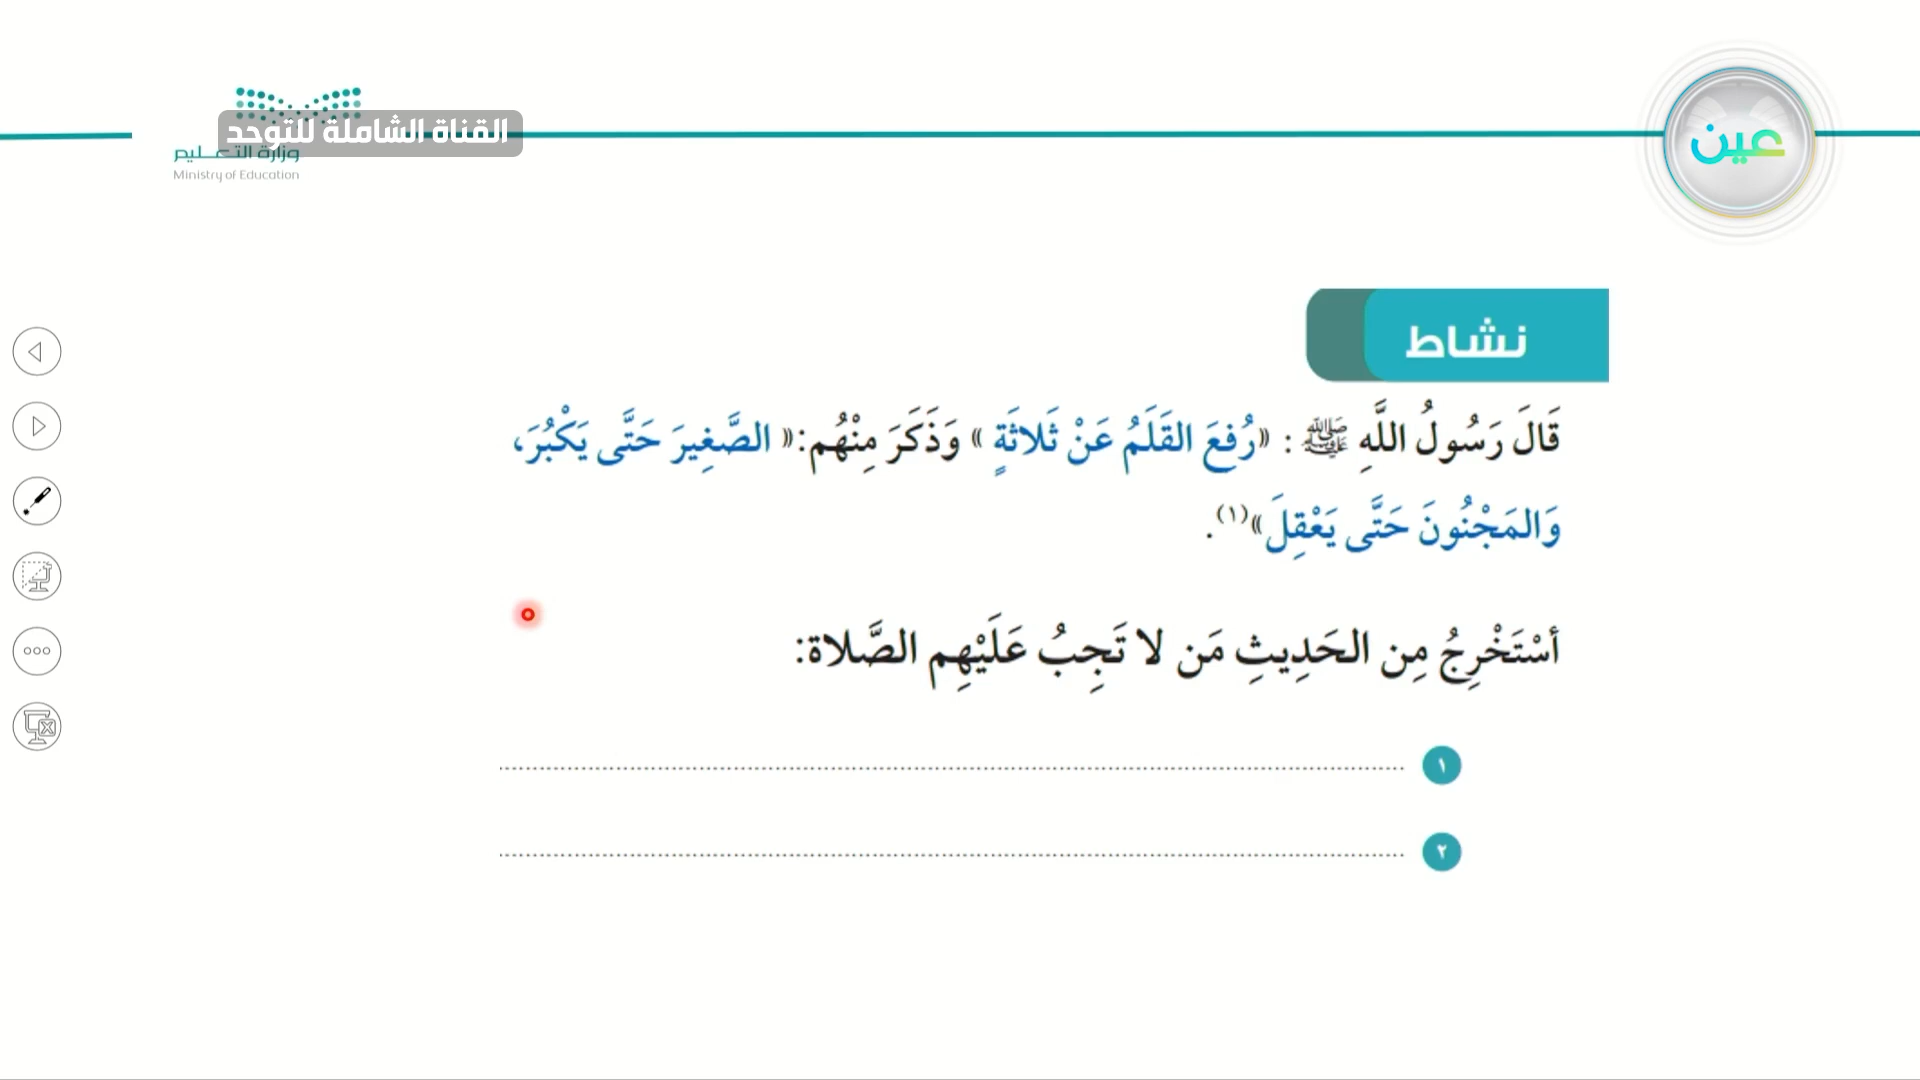 القناة الشاملة للتوحد
وزارة التعليم
Ministry of Education
عين
نشاط
قَالَ رَسُولُ اللَّهِ ﷺ : «رُفِعَ القَلَمُ عَنْ ثَلاثَةٍ » وَذَكَرَ مِنْهُم:« الصَّغِيرَ حَتَّى يَكْبُرَ،
وَالمَجْنُونَ حَتَّى يَعْقِلَ»(١).
أسْتَخْرِجُ مِن الحَدِيثِ مَن لا تَجِبُ عَلَيْهِم الصَّلاة:
١
٢